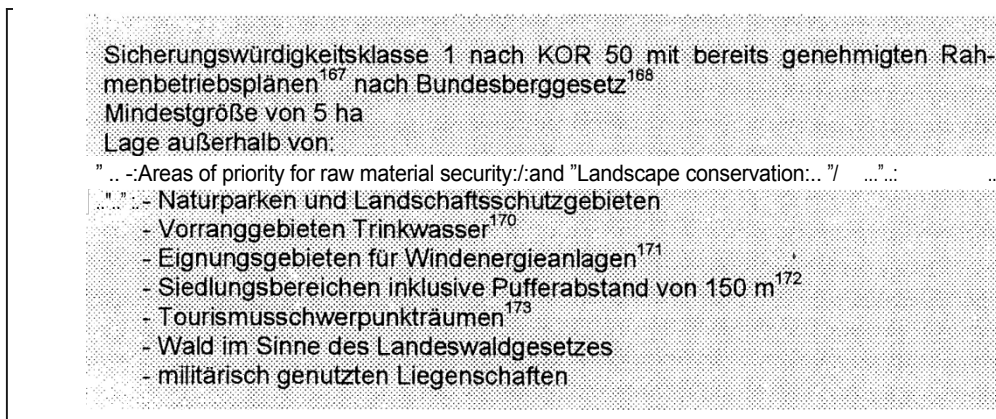 Sicherungswürdigkeitsklasse 1 nach KOR 50 mit bereits genehmigten Rah-
menbetriebsplänen167 nach Bundesberggesetz168
Mindestgröße von 5 ha
Lage außerhalb von:
" .. -:Areas of priority for raw material security:/:and "Landscape conservation:.. "/ ..."..: ..
.."..":.- Naturparken und Landschaftsschutzgebieten
- Vorranggebieten Trinkwasser170
- Eignungsgebieten für Windenergieanlagen171
- Siedlungsbereichen inklusive Pufferabstand von 150 m172
- Tourismusschwerpunkträumen173
- Wald im Sinne des Landeswaldgesetzes
- militärisch genutzten Liegenschaften